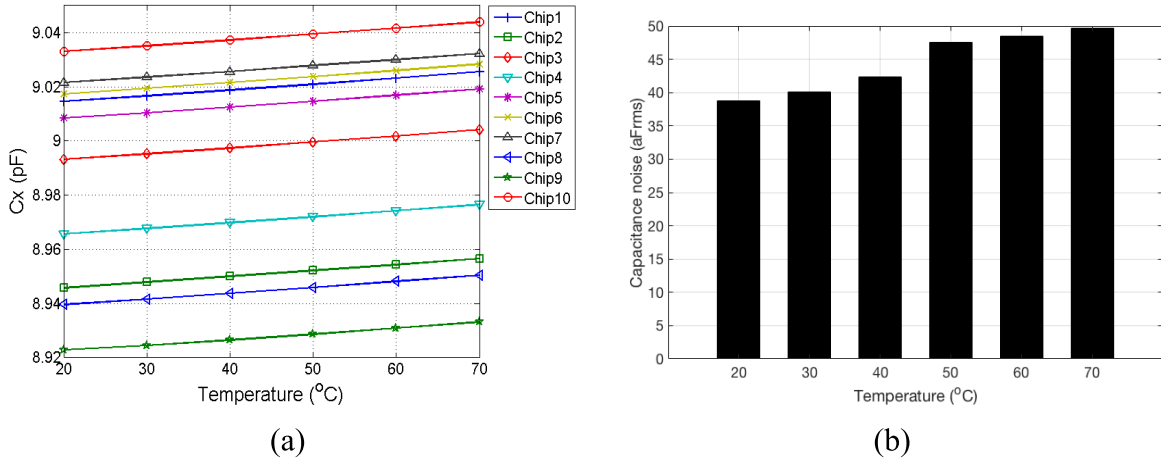 9.04
9.02
9
8.98
8.96
8.94
8.92
Cx (pF)
20 30 40 50 60 70
Temperature (°C)
Chip1
Chip2
Chip3
Chip4
Chip5
Chip6
Chip7
Chip8
Chip9
Chip10
(a)
50
45
40
35
30
25
20
15
10
5
0
Capacitance noise (aFrms)
20 30 40 50 60 70
Temperature (°C)
(b)